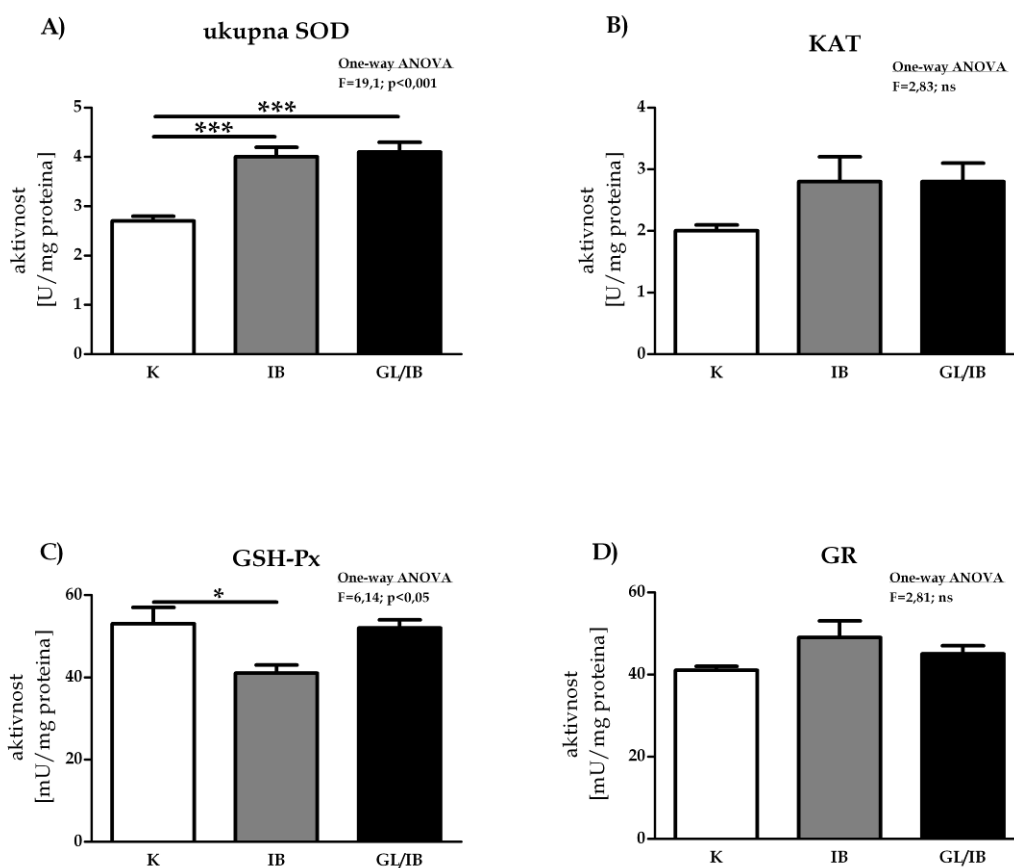 A)
ukupna SOD
One-way ANOVA
F=19,1; p<0,001
***
***
5
4
3
2
1
0
aktivnost
[U/mg proteina]
K IB GL/IB
B)
KAT
One-way ANOVA
F=2,83; ns
4
3
2
1
0
aktivnost
[U/mg proteina]
K IB GL/IB
C)
GSH-Px
One-way ANOVA
F=6,14; p<0,05
*
60
40
20
0
aktivnost
[mU/mg proteina]
K IB GL/IB
D)
GR
One-way ANOVA
F=2,81; ns
60
40
20
0
aktivnost
[mU/mg proteina]
K IB GL/IB